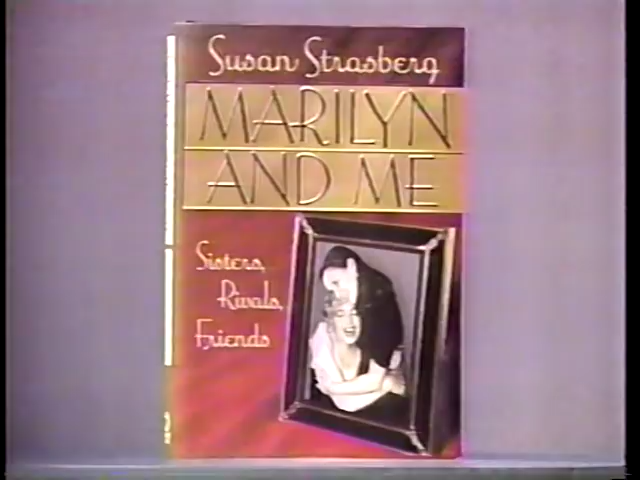 Susan Strasberg
MARILYN
AND ME
Sisters,
Rivals,
Friends